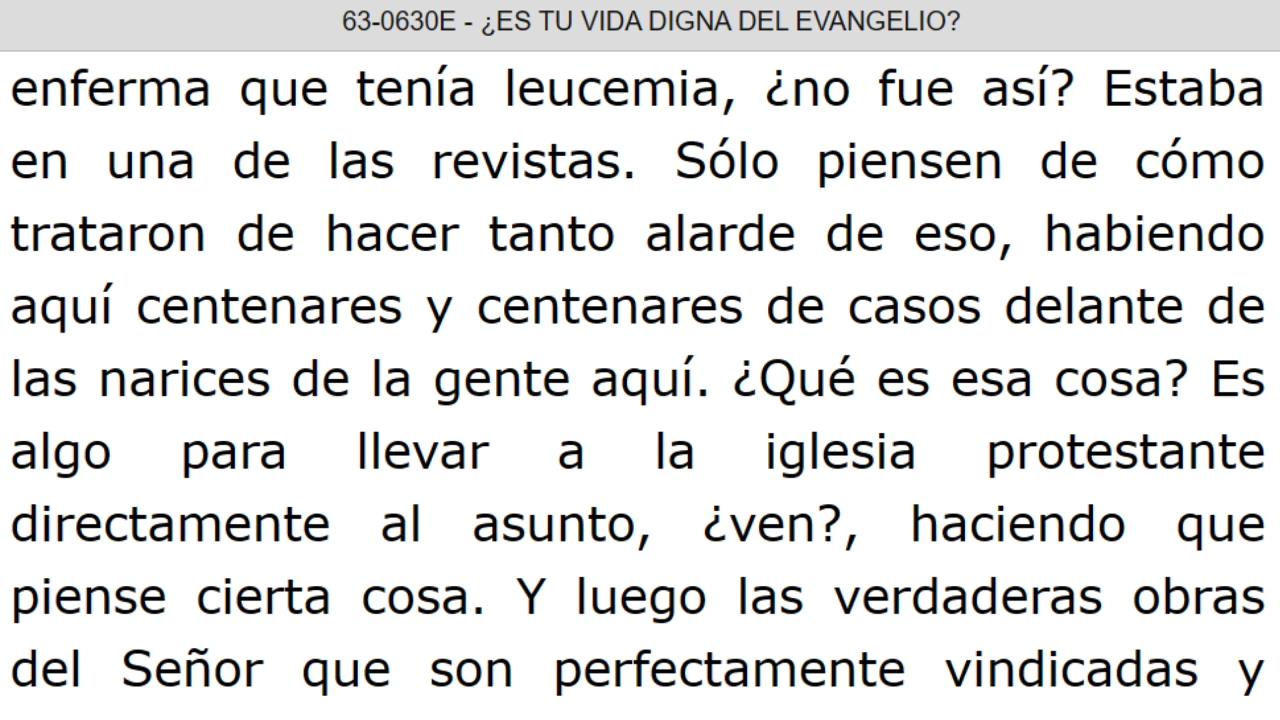 63-0630E - ¿ES TU VIDA DIGNA DEL EVANGELIO?
enferma que tenía leucemia, ¿no fue así? Estaba
en una de las revistas. Sólo piensen de cómo
trataron de hacer tanto alarde de eso, habiendo
aquí centenares y centenares de casos delante de
las narices de la gente aquí. ¿Qué es esa cosa? Es
algo para llevar a la iglesia protestante
directamente al asunto, ¿ven?, haciendo que
piense cierta cosa. Y luego las verdaderas obras
del Señor que son perfectamente vindicadas y